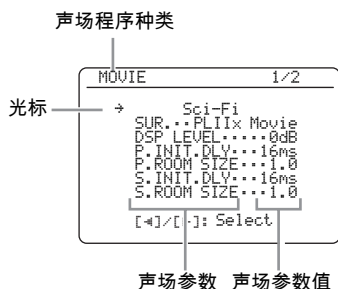 声场程序种类
MOVIE 1/2
光标
→ Sci-Fi
SUR.··PLIIx Movie
DSP LEVEL·····0dB
P.INIT.DLY···16ms
P.ROOM SIZE···1.0
S.INIT.DLY···16ms
S.ROOM SIZE···1.0
[◄]/[►]: Select
声场参数 声场参数值